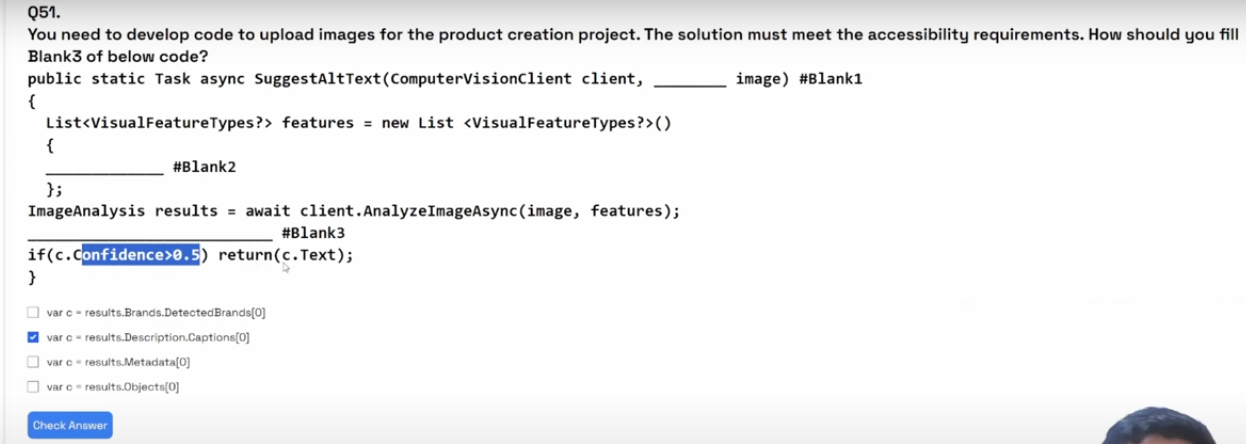 Q51.
You need to develop code to upload images for the product creation project. The solution must meet the accessibility requirements. How should you fill
Blank3 of below code?
public static Task async SuggestAltText(ComputerVisionClient client, ________ image) #Blank1
{
List<VisualFeatureTypes?> features = new List <VisualFeatureTypes?>()
{
_____________ #Blank2
};
ImageAnalysis results = await client.AnalyzeImageAsync(image, features);
___________________________ #Blank3
if(c.Confidence>0.5) return(c.Text);
}
var c = results.Brands.DetectedBrands[0]
var c = results.Description.Captions[0]
var c = results.Metadata[0]
var c = results.Objects[0]
Check Answer